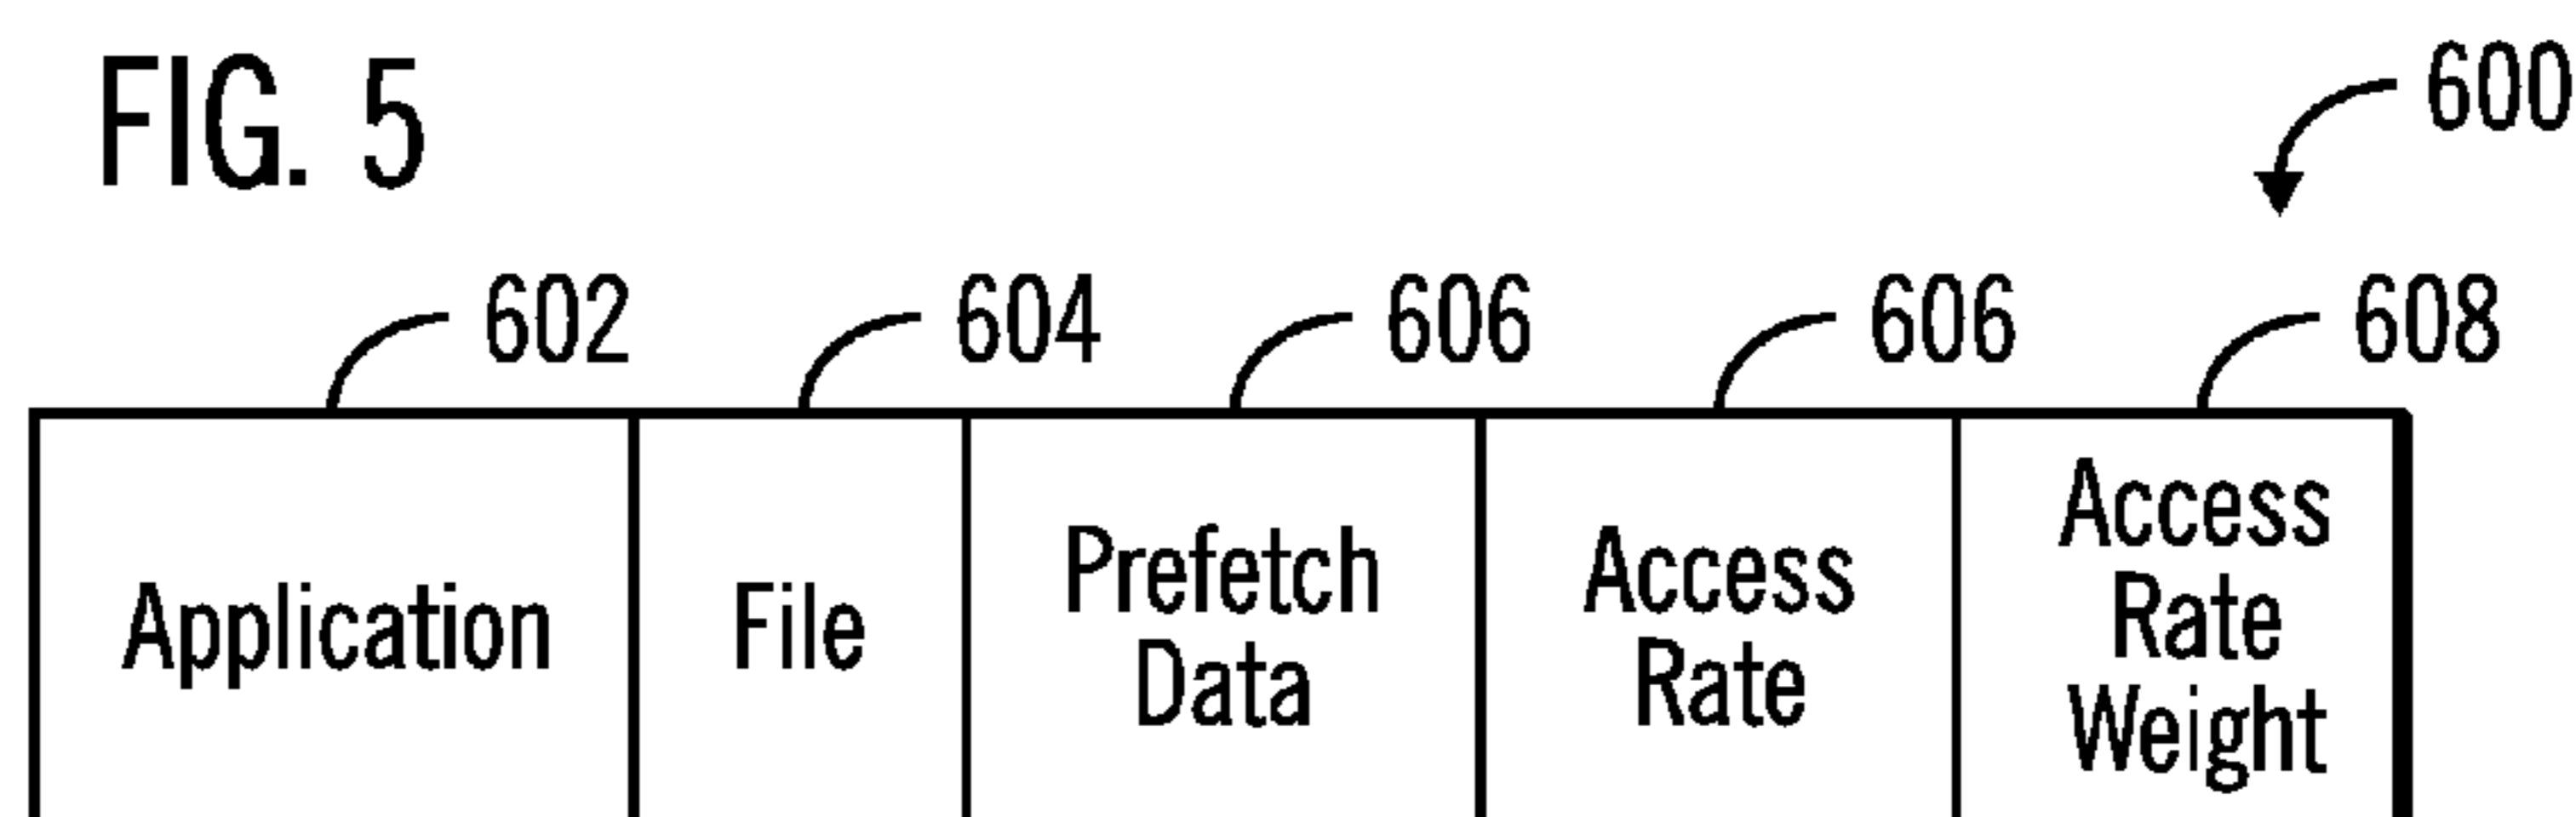 FIG. 5
600
602 604 606 606 608
Application
File
Prefetch
Data
Access
Rate
Access
Rate
Weight